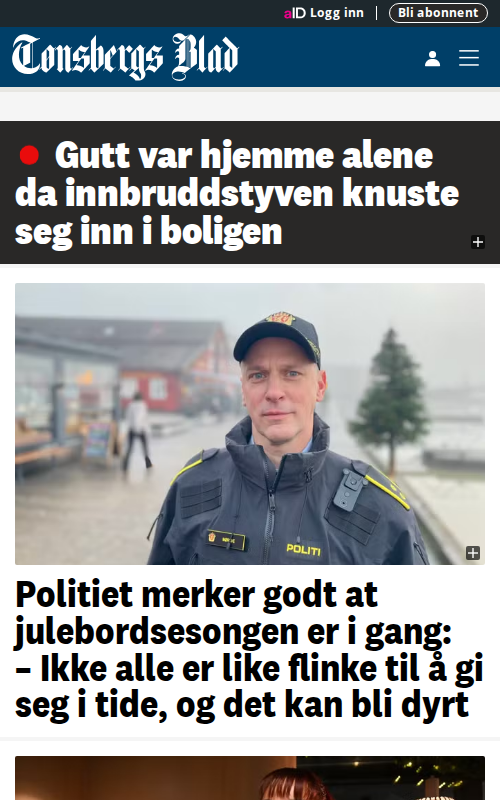 aID Logg inn
Bli abonnent
Tønsbergs Blad
Gutt var hjemme alene
da innbruddstyven knuste
seg inn i boligen
POLITI
Politiet merker godt at
julebordsesongen er i gang:
– Ikke alle er like flinke til å gi
seg i tide, og det kan bli dyrt